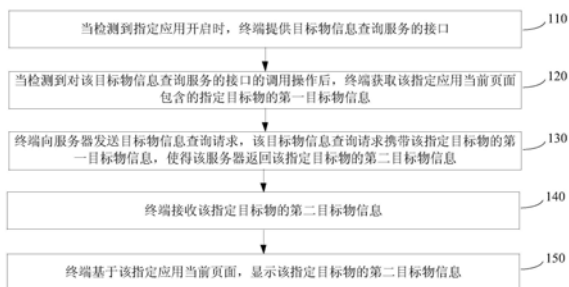 当检测到指定应用开启时，终端提供目标物信息查询服务的接口
110
当检测到对该目标物信息查询服务的接口的调用操作后，终端获取该指定应用当前页面
包含的指定目标物的第一目标物信息
120
终端向服务器发送目标物信息查询请求，该目标物信息查询请求携带该指定目标物的第
一目标物信息，使得该服务器返回该指定目标物的第二目标物信息
130
终端接收该指定目标物的第二目标物信息
140
终端基于该指定应用当前页面，显示该指定目标物的第二目标物信息
150